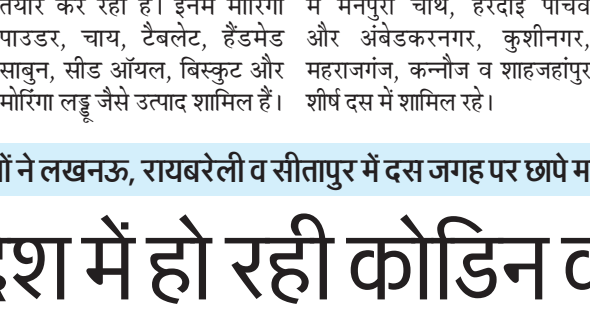 तैयार कर रहा है। इनमें मोरिंगा
पाउडर, चाय, टैबलेट, हैंडमेड
साबुन, सीड ऑयल, बिस्कुट और
मोरिंगा लड्डू जैसे उत्पाद शामिल हैं।
में मैनपुरी चौथे, हरदोई पांचवें
और अंबेडकरनगर, कुशीनगर,
महराजगंज, कन्नौज व शाहजहांपुर
शीर्ष दस में शामिल रहे।
ने लखनऊ, रायबरेली व सीतापुर में दस जगह पर छापे
में हो रही कोडिन